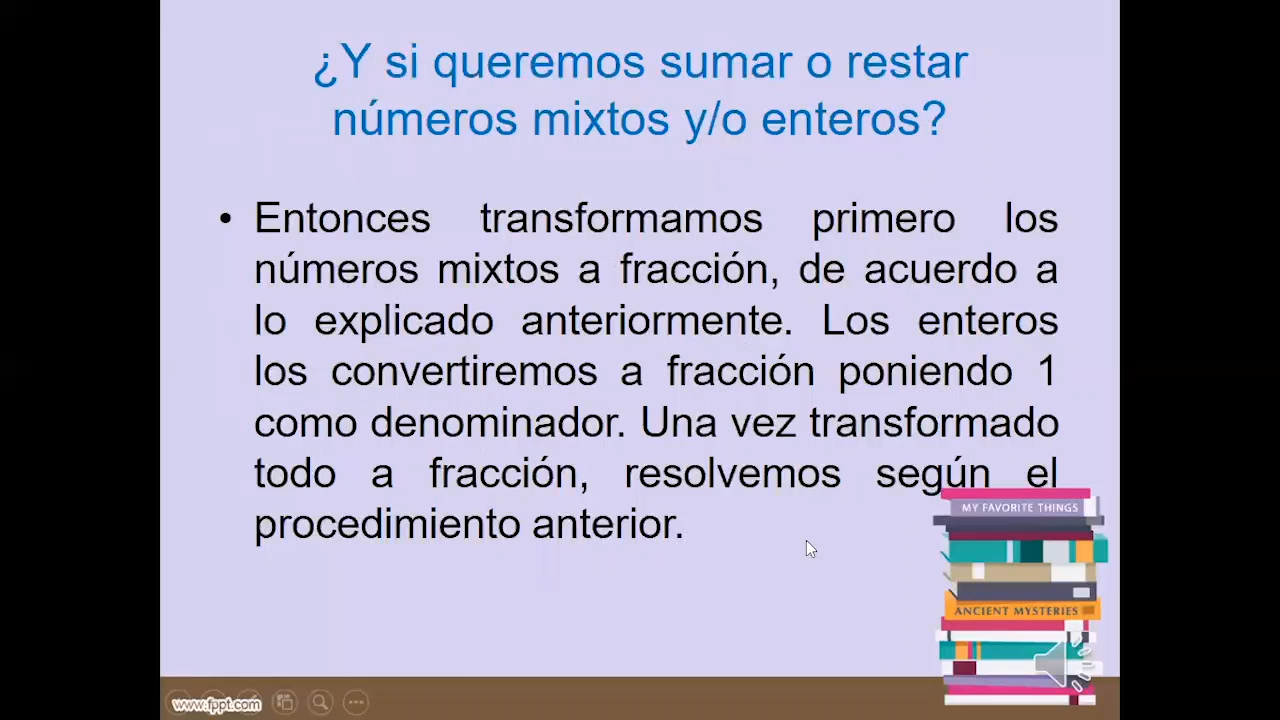 ¿Y si queremos sumar o restar
números mixtos y/o enteros?
• Entonces transformamos primero los
números mixtos a fracción, de acuerdo a
lo explicado anteriormente. Los enteros
los convertiremos a fracción poniendo 1
como denominador. Una vez transformado
todo a fracción, resolvemos según el
procedimiento anterior.
MY FAVORITE THINGS
ANCIENT MYSTERIES
www.fppt.com